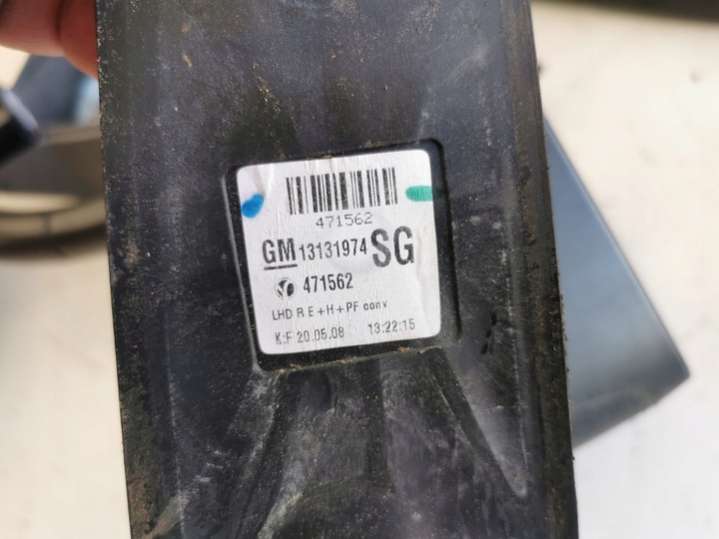 471562
GM 13131974 SG
471562
LHD R E+H+PF conv
K:F 20.05.08 13:22:15